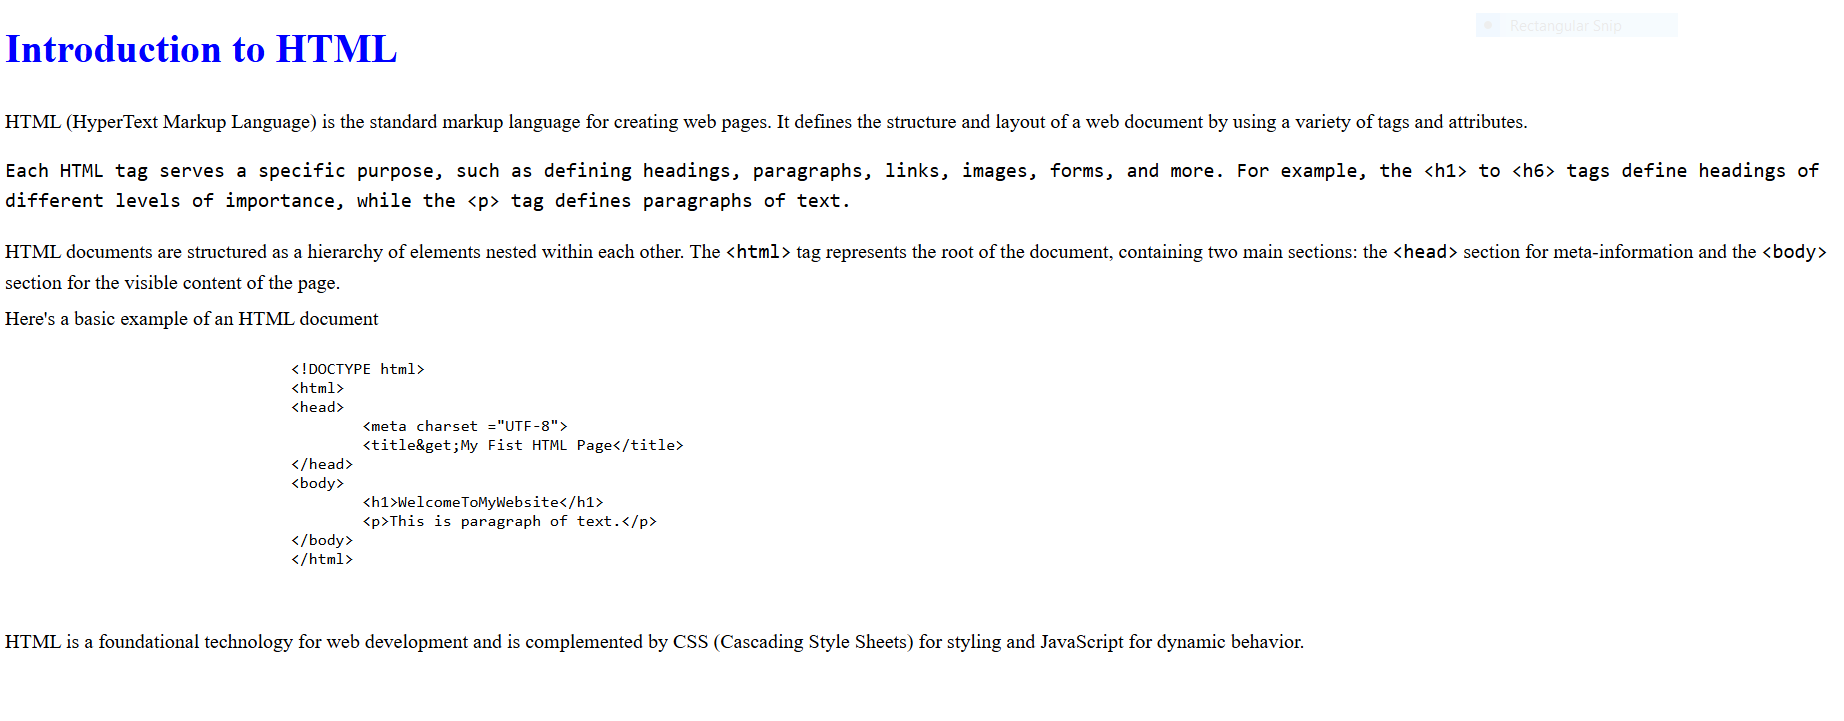 Rectangular Snip
Introduction to HTML
HTML (HyperText Markup Language) is the standard markup language for creating web pages. It defines the structure and layout of a web document by using a variety of tags and attributes.
Each HTML tag serves a specific purpose, such as defining headings, paragraphs, links, images, forms, and more. For example, the <h1> to <h6> tags define headings of
different levels of importance, while the <p> tag defines paragraphs of text.
HTML documents are structured as a hierarchy of elements nested within each other. The <html> tag represents the root of the document, containing two main sections: the <head> section for meta-information and the <body>
section for the visible content of the page.
Here's a basic example of an HTML document
<!DOCTYPE html>
<html>
<head>
<meta charset ="UTF-8">
<title&get;My Fist HTML Page</title>
</head>
<body>
<h1>WelcomeToMyWebsite</h1>
<p>This is paragraph of text.</p>
</body>
</html>
HTML is a foundational technology for web development and is complemented by CSS (Cascading Style Sheets) for styling and JavaScript for dynamic behavior.